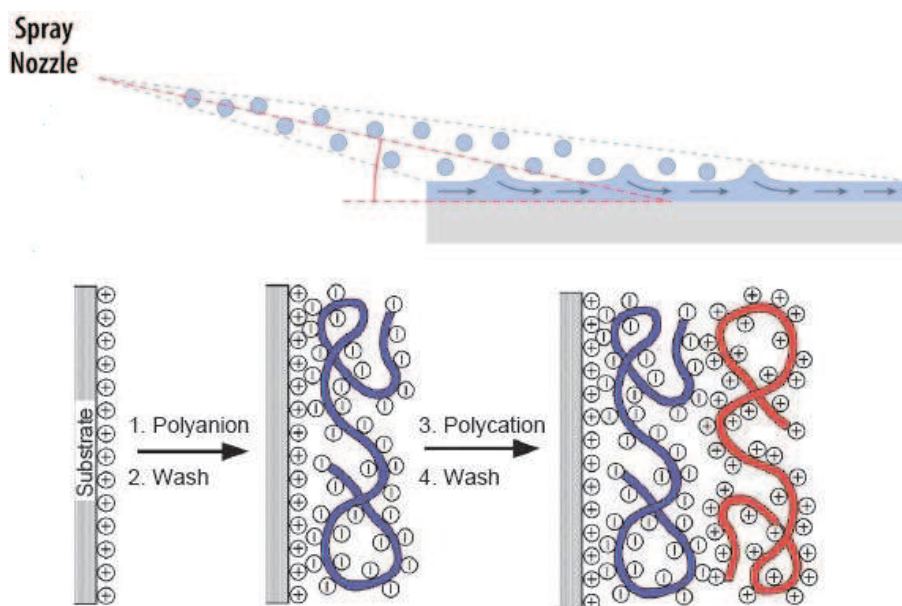 Spray
Nozzle
Substrate
1. Polyanion
2. Wash
3. Polycation
4. Wash